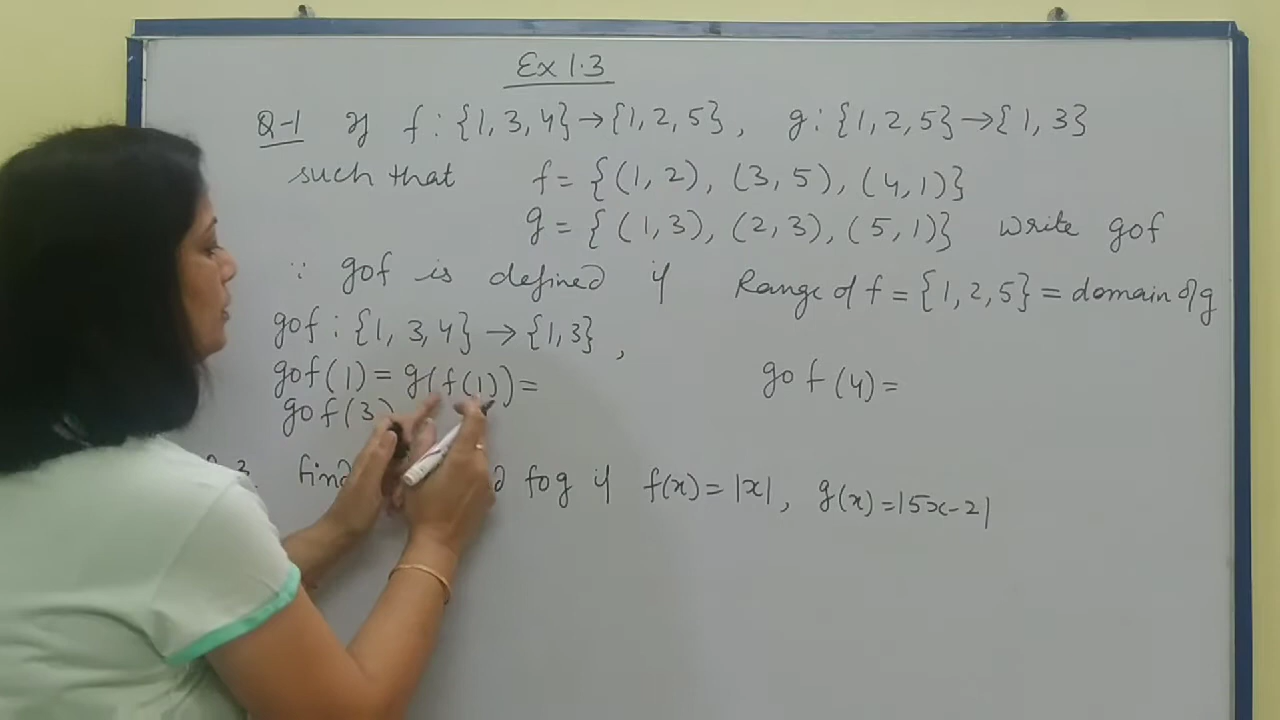 Ex 1.3
Q-1 If f : {1, 3, 4} → {1, 2, 5}, g : {1, 2, 5} → {1, 3}
such that f = {(1, 2), (3, 5), (4, 1)}
g = {(1, 3), (2, 3), (5, 1)} write gof
∵ gof is defined if Range of f = {1, 2, 5} = domain of g
gof : {1, 3, 4} → {1, 3} ,
gof(1) = g(f(1)) = gof(4) =
gof(3)
find fog if f(x) = |x|, g(x) = |5x-2|